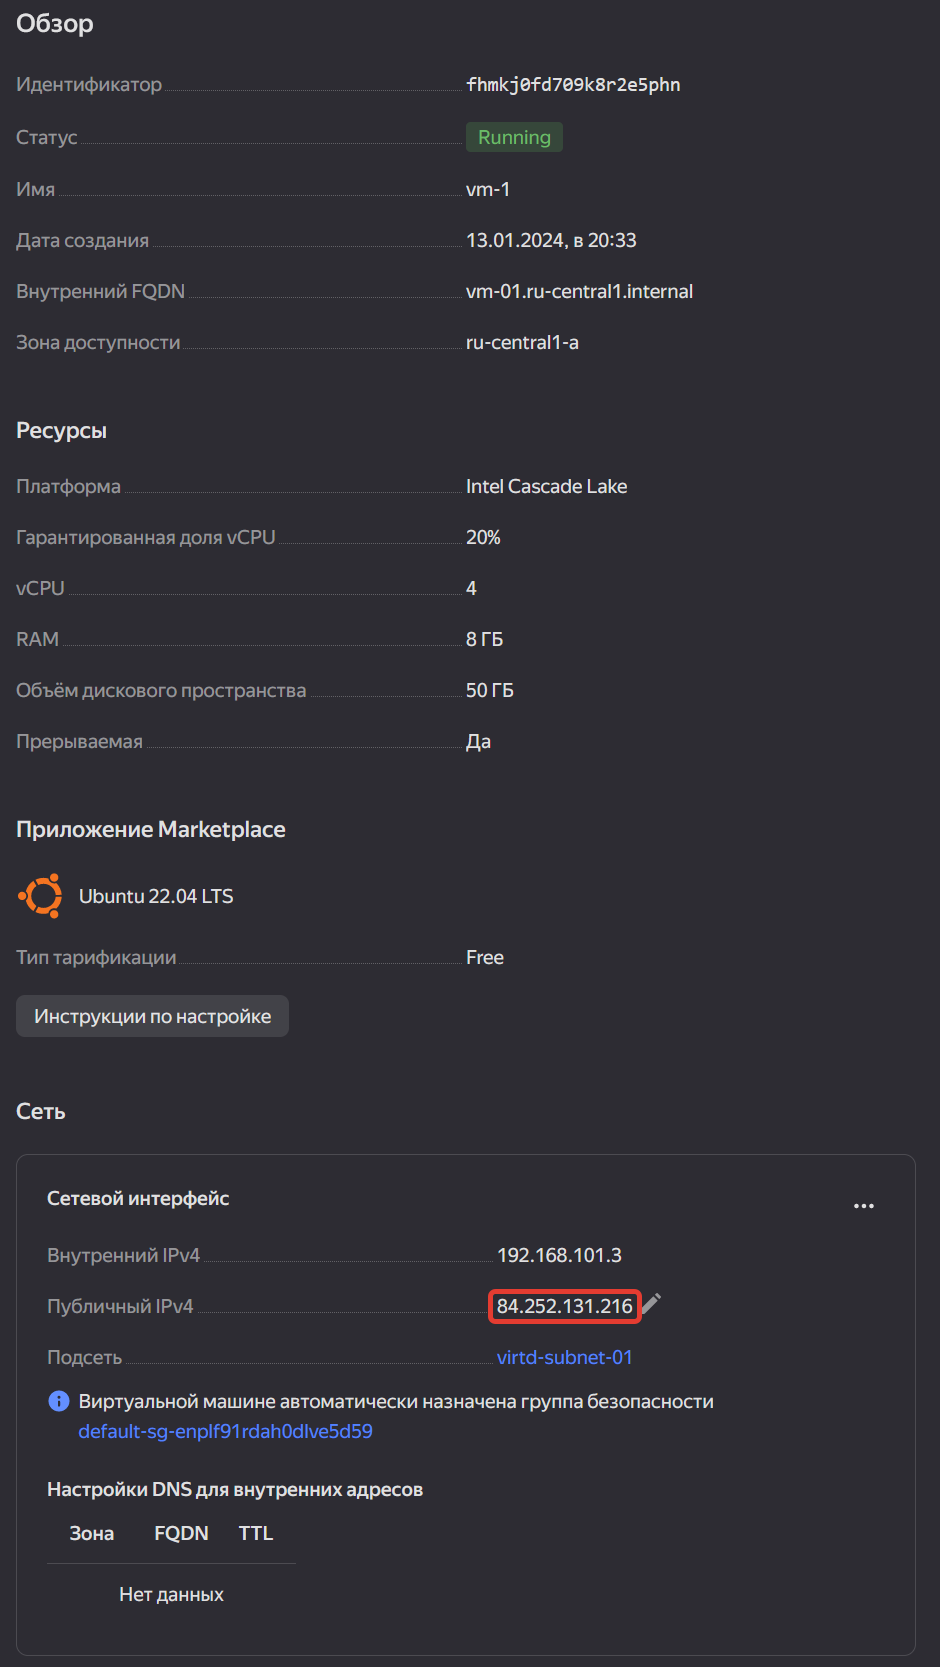 Обзор
Идентификатор fhmkj0fd709k8r2e5phn
Статус Running
Имя vm-1
Дата создания 13.01.2024, в 20:33
Внутренний FQDN vm-01.ru-central1.internal
Зона доступности ru-central1-a
Ресурсы
Платформа Intel Cascade Lake
Гарантированная доля vCPU 20%
vCPU 4
RAM 8 ГБ
Объём дискового пространства 50 ГБ
Прерываемая Да
Приложение Marketplace
Ubuntu 22.04 LTS
Тип тарификации Free
Инструкции по настройке
Сеть
Сетевой интерфейс
Внутренний IPv4 192.168.101.3
Публичный IPv4 84.252.131.216
Подсеть virtd-subnet-01
Виртуальной машине автоматически назначена группа безопасности
default-sg-enplf91rdah0dlve5d59
Настройки DNS для внутренних адресов
Зона FQDN TTL
Нет данных